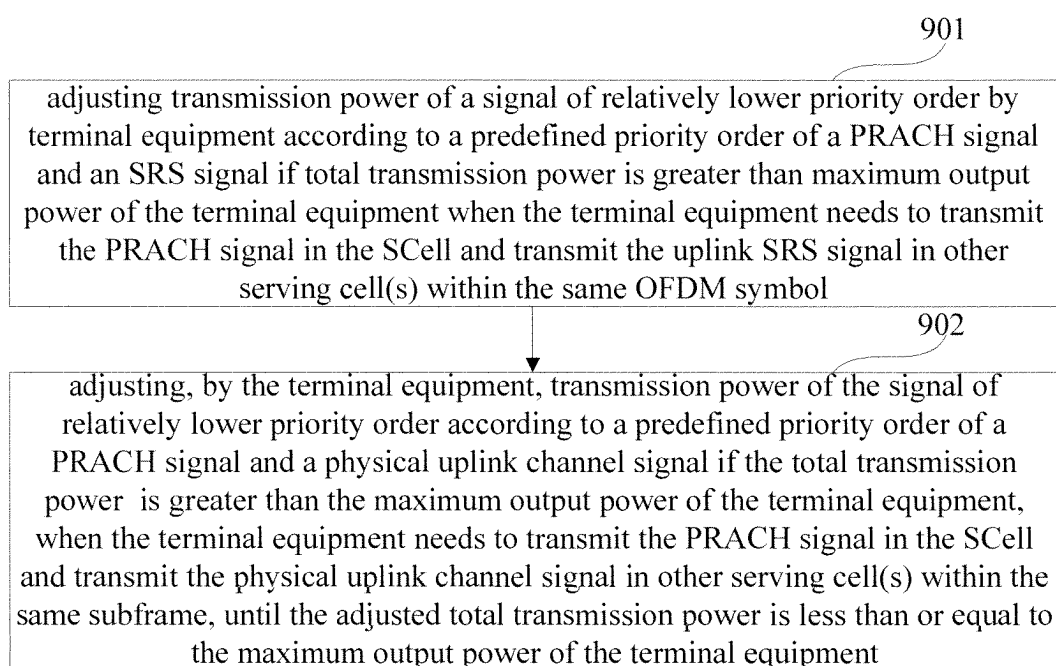 901
adjusting transmission power of a signal of relatively lower priority order by
terminal equipment according to a predefined priority order of a PRACH signal
and an SRS signal if total transmission power is greater than maximum output
power of the terminal equipment when the terminal equipment needs to transmit
the PRACH signal in the SCell and transmit the uplink SRS signal in other
serving cell(s) within the same OFDM symbol
902
adjusting, by the terminal equipment, transmission power of the signal of
relatively lower priority order according to a predefined priority order of a
PRACH signal and a physical uplink channel signal if the total transmission
power is greater than the maximum output power of the terminal equipment,
when the terminal equipment needs to transmit the PRACH signal in the SCell
and transmit the physical uplink channel signal in other serving cell(s) within the
same subframe, until the adjusted total transmission power is less than or equal to
the maximum output power of the terminal equipment